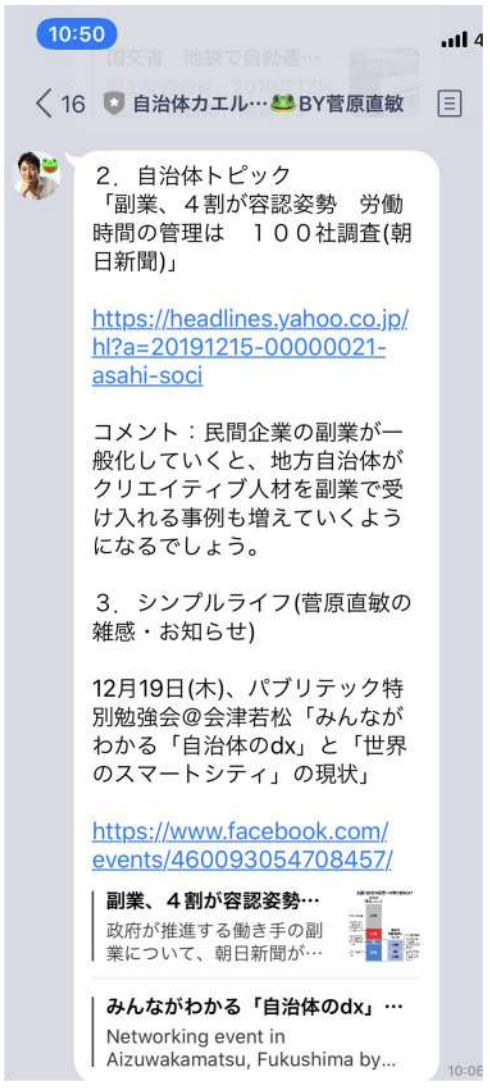 10:50
4
16 自治体カエル…🐸BY菅原直敏
2．自治体トピック
「副業、4割が容認姿勢　労働
時間の管理は　１００社調査(朝
日新聞)」
https://headlines.yahoo.co.jp/
hl?a=20191215-00000021-
asahi-soci
コメント：民間企業の副業が一
般化していくと、地方自治体が
クリエイティブ人材を副業で受
け入れる事例も増えていくよう
になるでしょう。
3．シンプルライフ(菅原直敏の
雑感・お知らせ)
12月19日(木)、パブリテック特
別勉強会@会津若松「みんなが
わかる「自治体のdx」と「世界
のスマートシティ」の現状」
https://www.facebook.com/
events/460093054708457/
副業、4割が容認姿勢…
政府が推進する働き手の副
業について、朝日新聞が…
みんながわかる「自治体のdx」…
Networking event in
Aizuwakamatsu, Fukushima by...
10:06